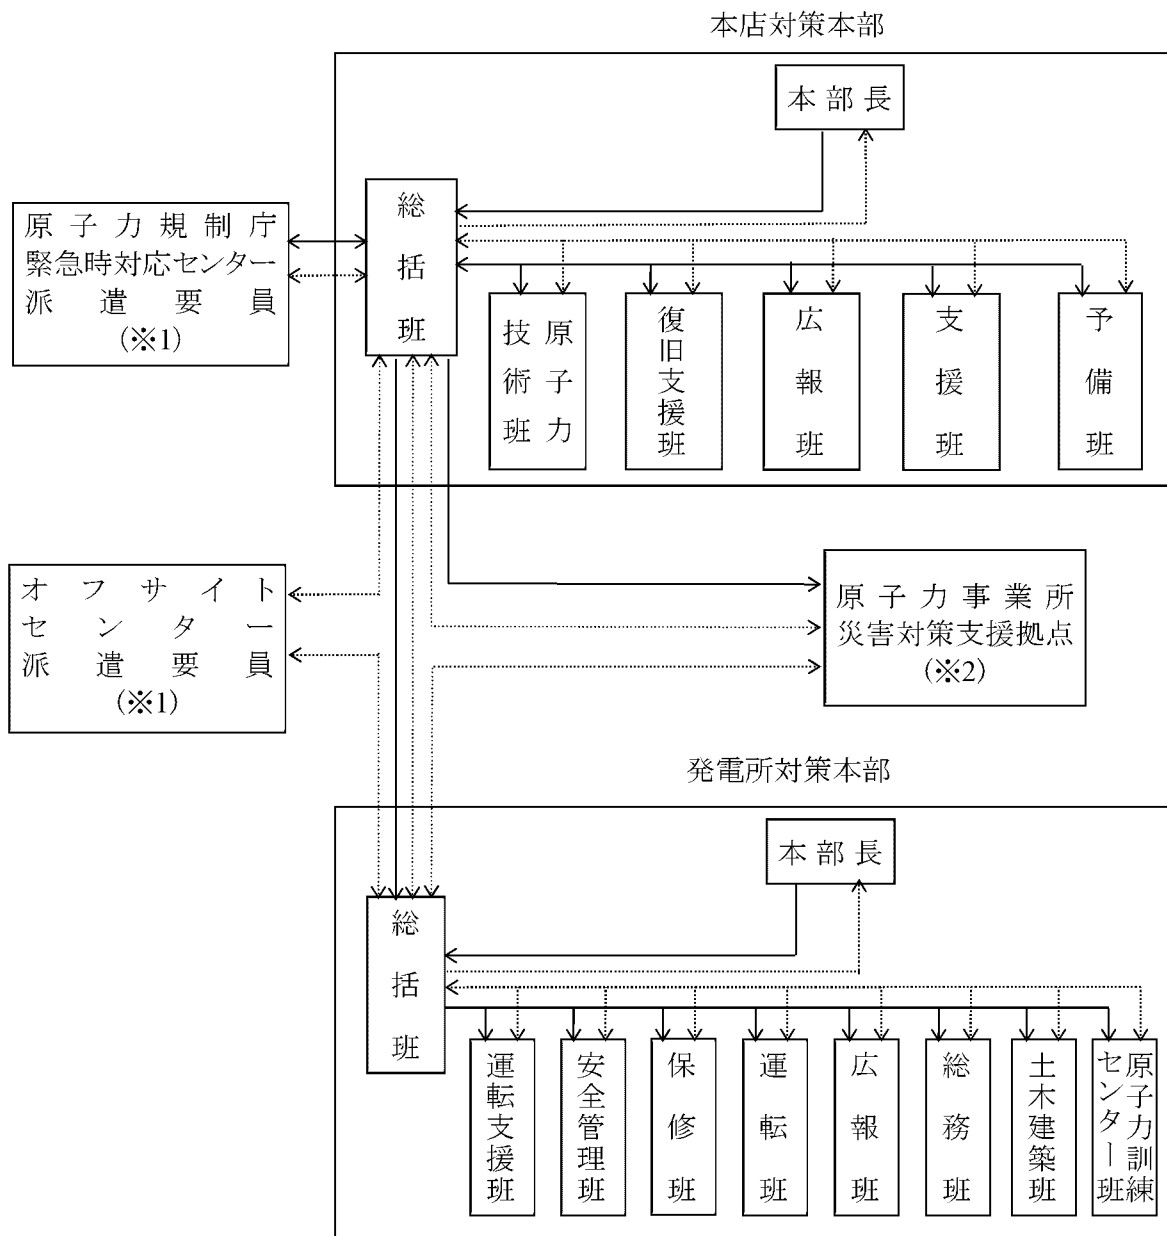 本店対策本部
本部長
総括班
原子力規制庁
緊急時対応センター
派遣要員
(※1)
原子力
技術班
復旧支援班
広報班
支援班
予備班
オフサイト
センター
派遣要員
(※1)
原子力事業所
災害対策支援拠点
(※2)
発電所対策本部
本部長
総括班
運転支援班
安全管理班
保修班
運転班
広報班
総務班
土木建築班
原子力訓練
センター班